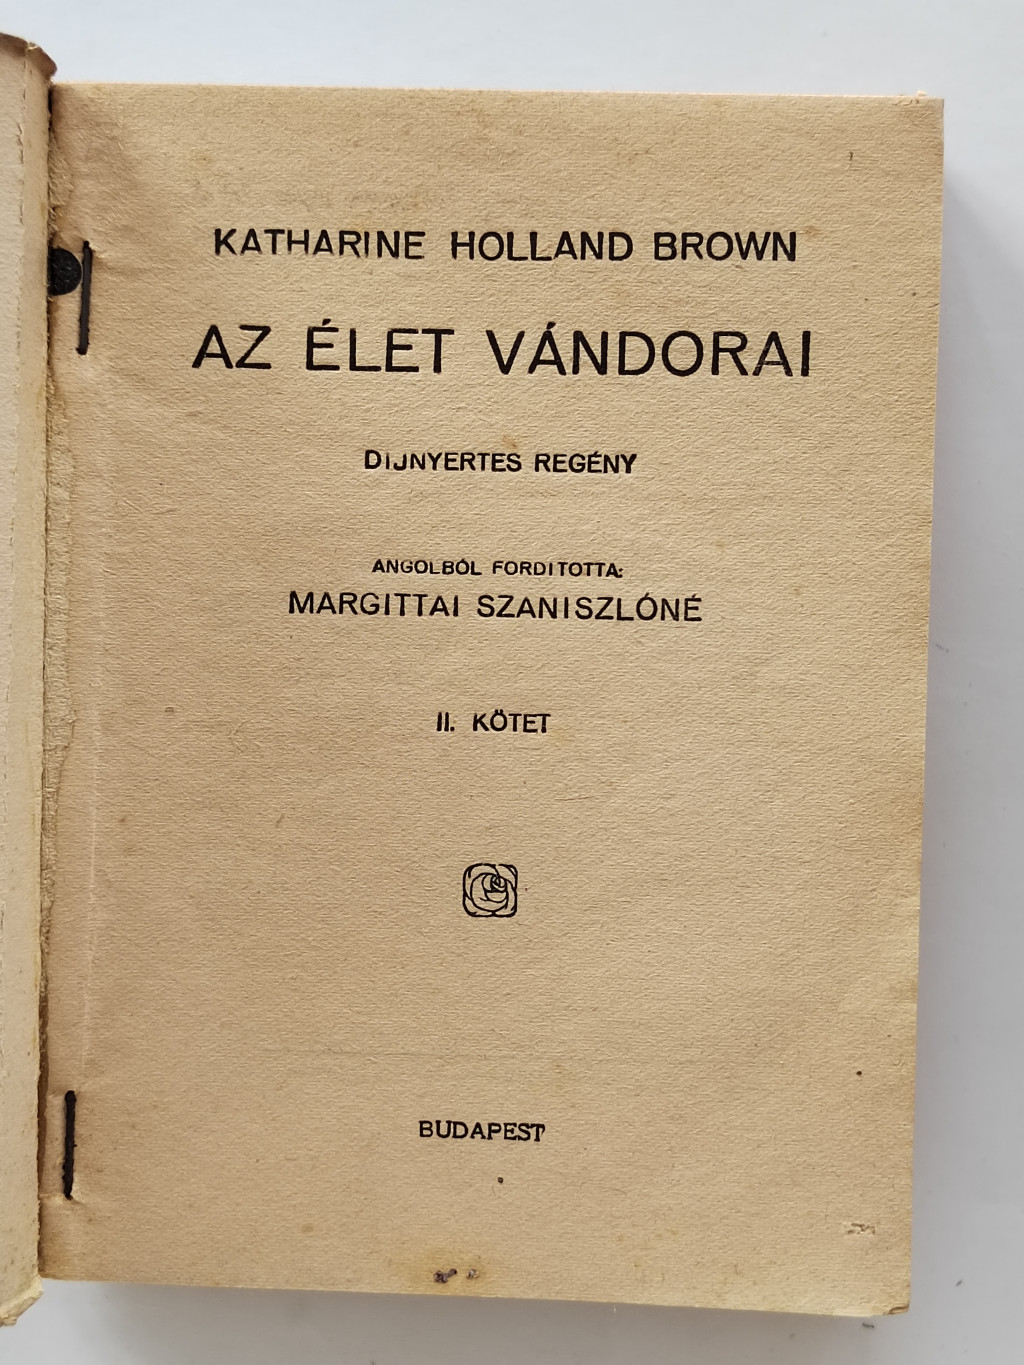 KATHARINE HOLLAND BROWN
AZ ÉLET VÁNDORAI
DIJNYERTES REGÉNY
ANGOLBÓL FORDITOTTA:
MARGITTAI SZANISZLÓNÉ
II. KÖTET
BUDAPEST